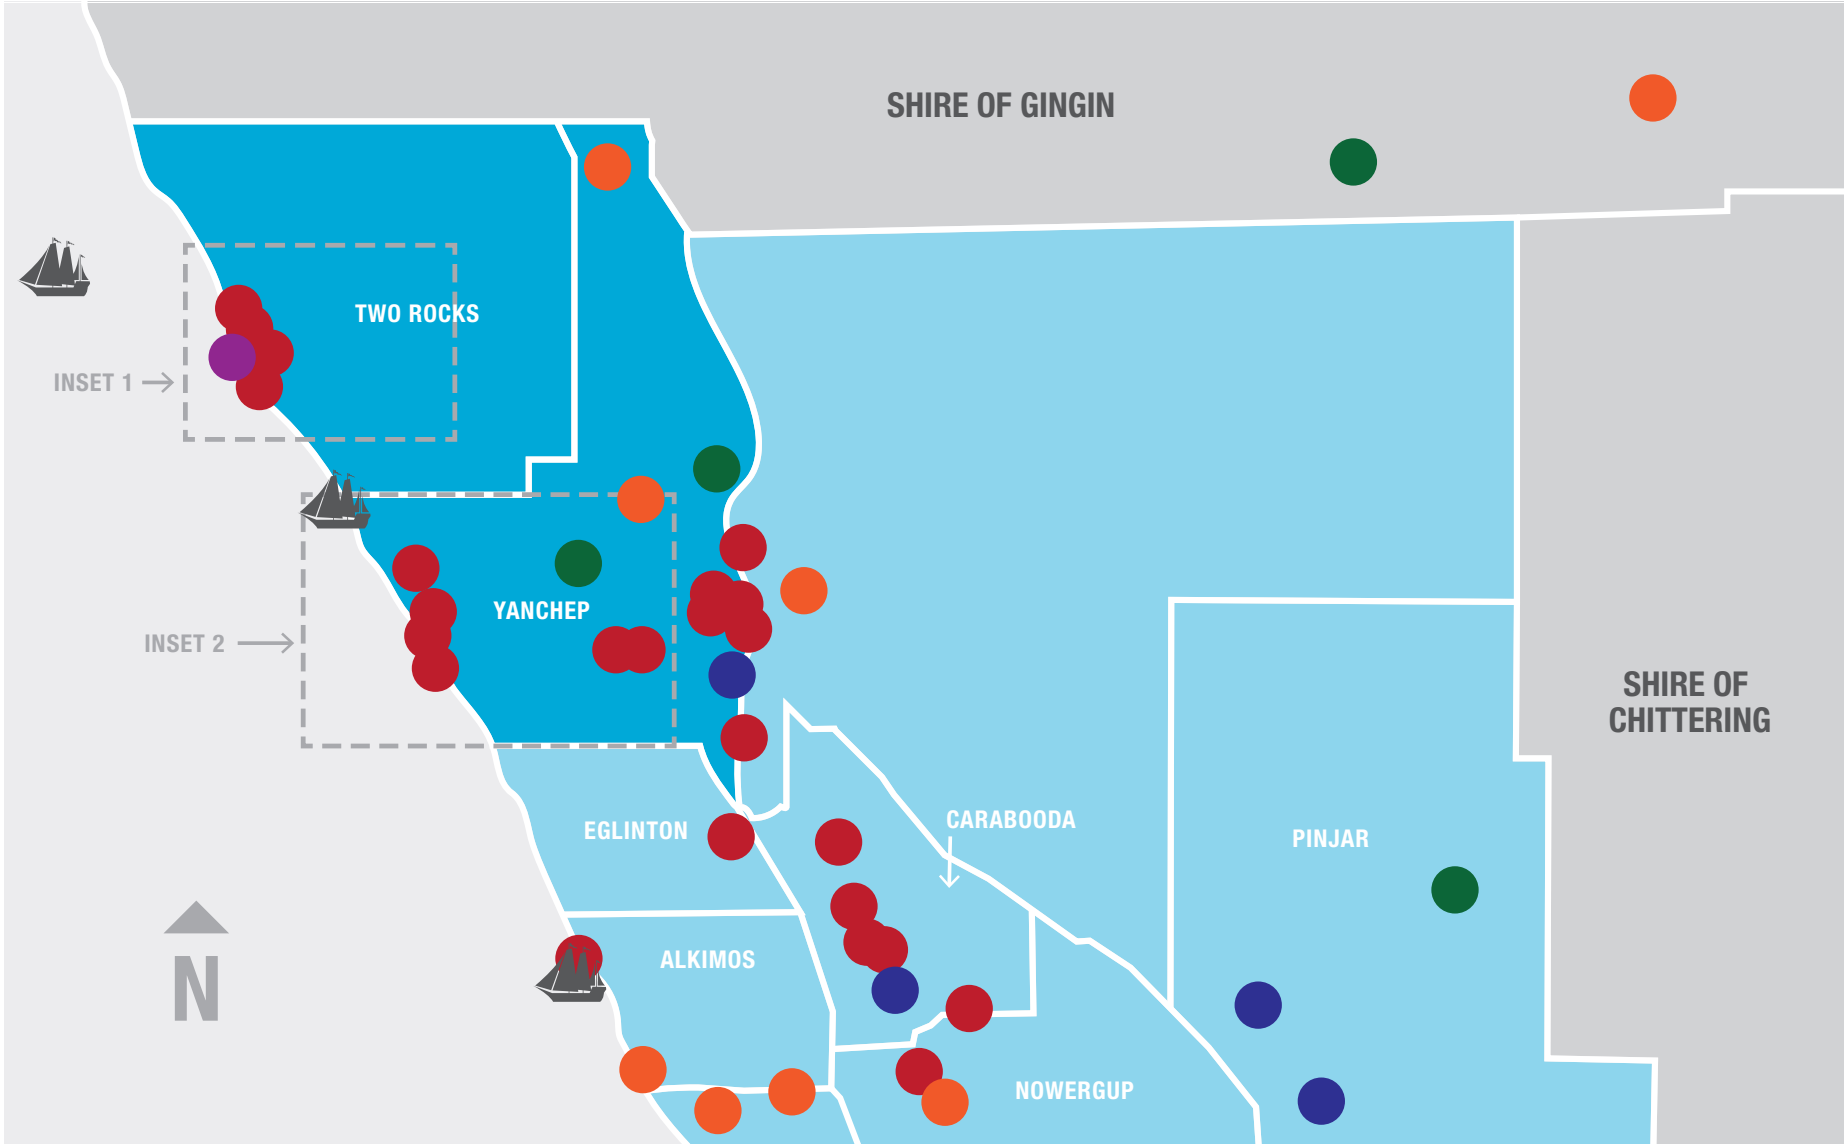 SHIRE OF GINGIN
TWO ROCKS
INSET 1
YANCHEP
INSET 2
SHIRE OF
CHITTERING
EGLINTON
CARABOODA
PINJAR
ALKIMOS
N
NOWERGUP